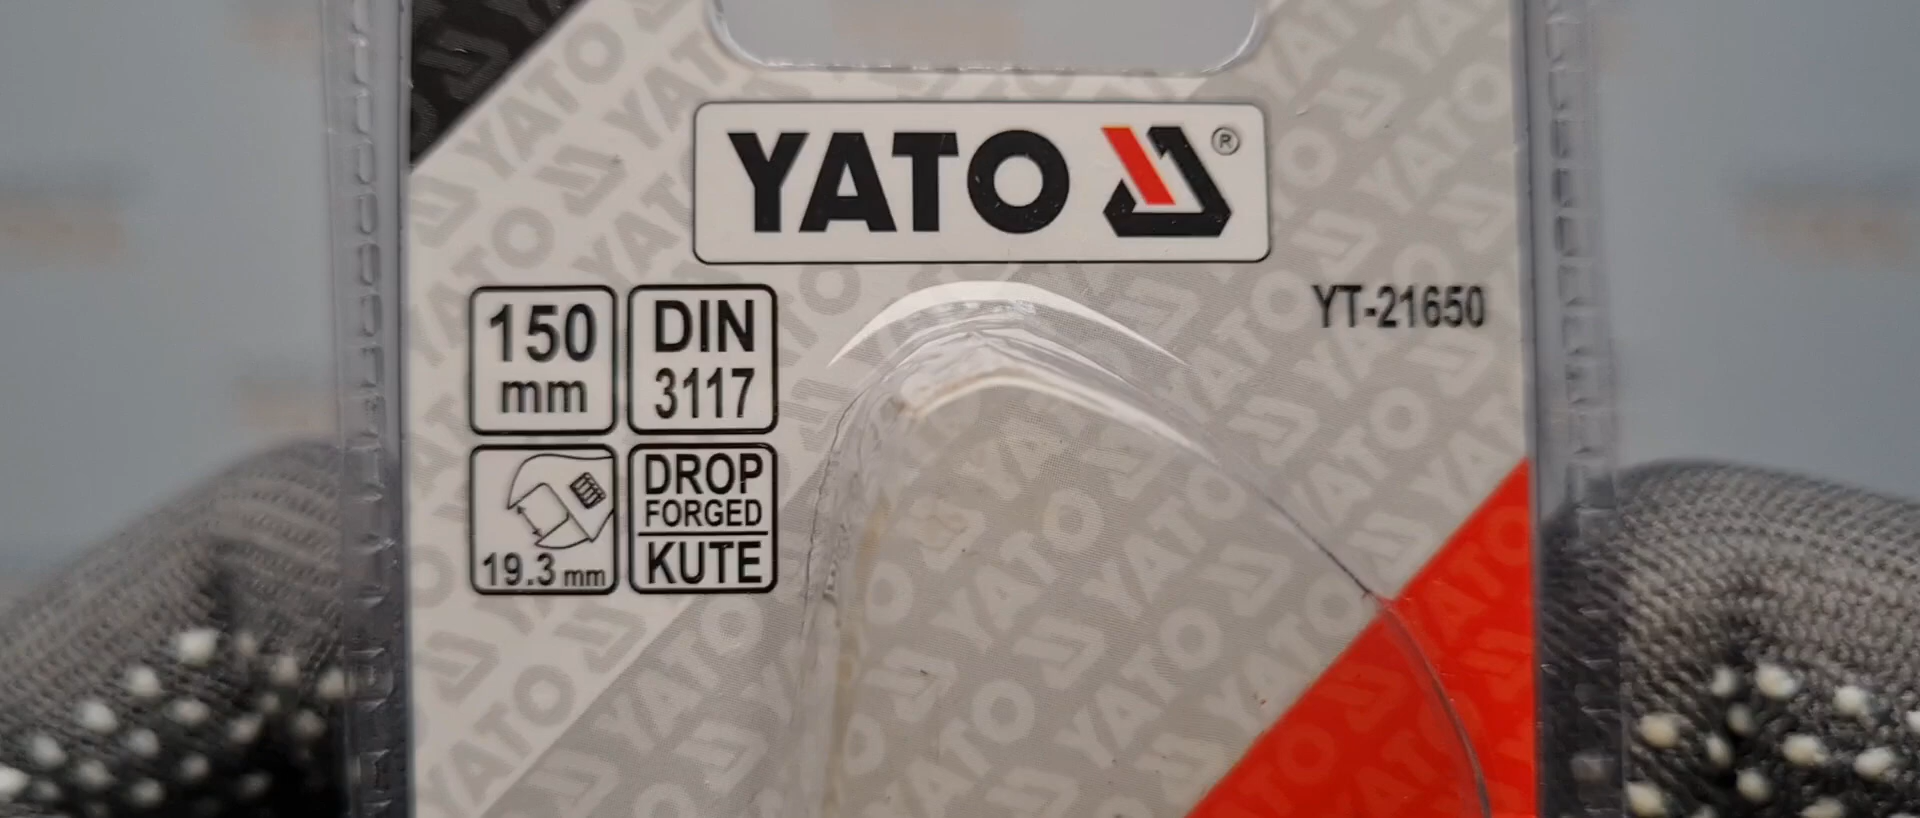 YATO ®
YT-21650
150
mm
DIN
3117
19.3 mm
DROP
FORGED
KUTE